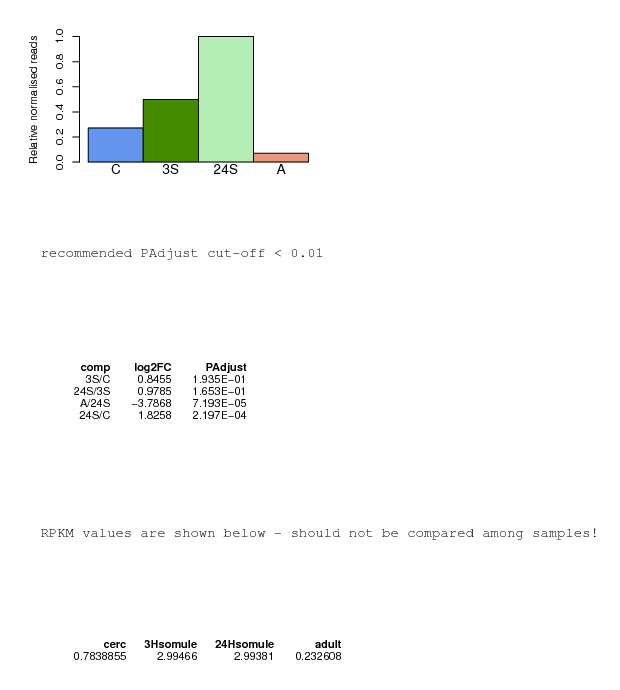 Relative normalised reads
1.0
0.8
0.6
0.4
0.2
0.0
C 3S 24S A
recommended PAdjust cut-off < 0.01
comp log2FC PAdjust
3S/C 0.8455 1.935E−01
24S/3S 0.9785 1.653E−01
A/24S −3.7868 7.193E−05
24S/C 1.8258 2.197E−04
RPKM values are shown below - should not be compared among samples!
cerc 3Hsomule 24Hsomule adult
0.7838855 2.99466 2.99381 0.232608